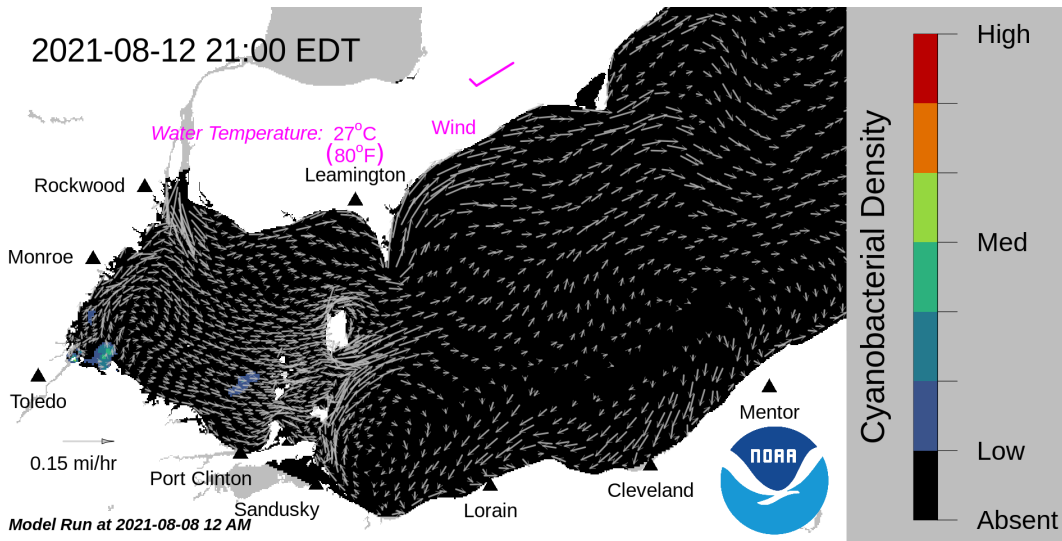 2021-08-12 21:00 EDT
High
Water Temperature: 27°C
(80°F)
Wind
Leamington
Rockwood
Monroe
Cyanobacterial Density
Med
Toledo
Mentor
0.15 mi/hr
NOAA
Low
Port Clinton
Cleveland
Sandusky
Lorain
Absent
Model Run at 2021-08-08 12 AM